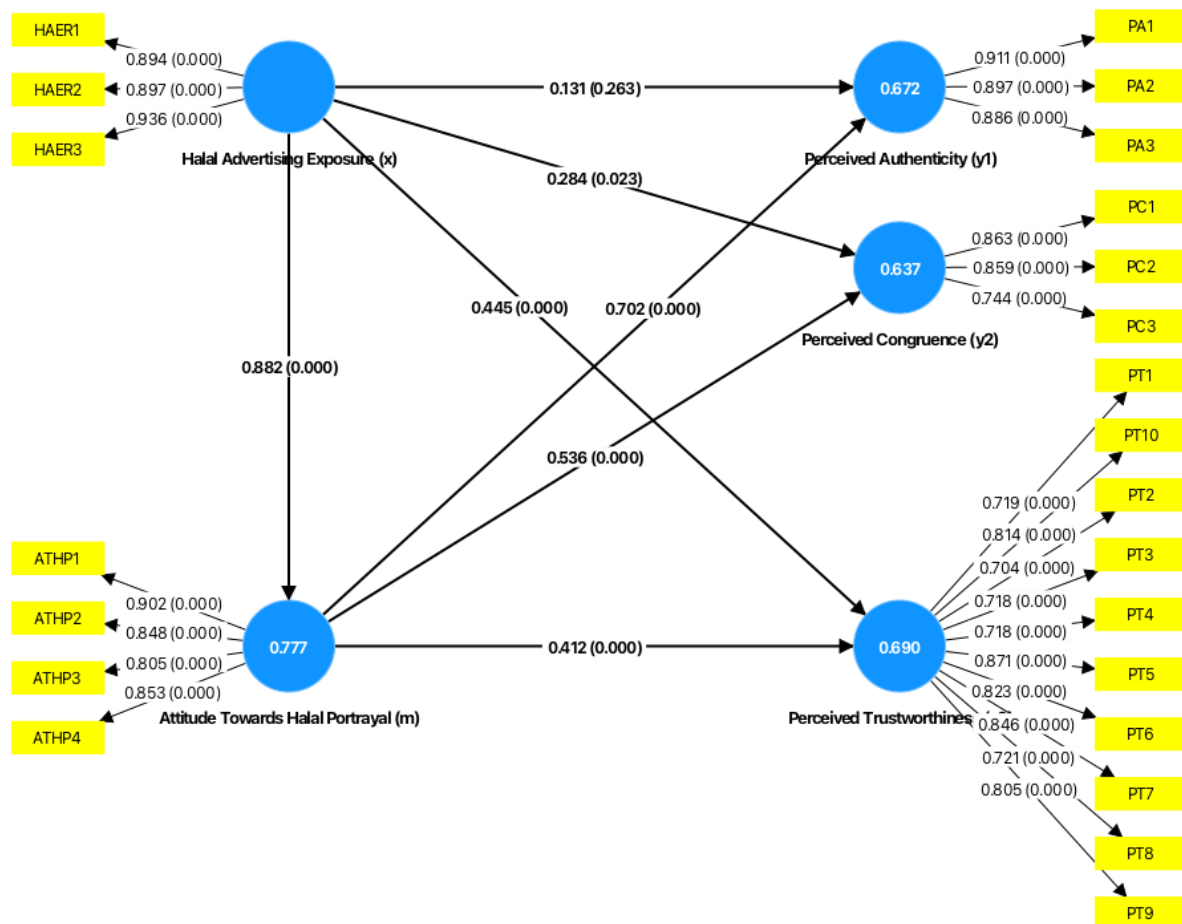 HAER1
HAER2
HAER3
0.894 (0.000)
0.897 (0.000)
0.936 (0.000)
Halal Advertising Exposure (x)
0.131 (0.263)
0.284 (0.023)
0.445 (0.000)
0.702 (0.000)
0.882 (0.000)
0.536 (0.000)
0.412 (0.000)
0.672
Perceived Authenticity (y1)
0.911 (0.000)
0.897 (0.000)
0.886 (0.000)
PA1
PA2
PA3
0.637
Perceived Congruence (y2)
0.863 (0.000)
0.859 (0.000)
0.744 (0.000)
PC1
PC2
PC3
ATHP1
ATHP2
ATHP3
ATHP4
0.902 (0.000)
0.848 (0.000)
0.805 (0.000)
0.853 (0.000)
0.777
Attitude Towards Halal Portrayal (m)
0.690
Perceived Trustworthines
0.719 (0.000)
0.814 (0.000)
0.704 (0.000)
0.718 (0.000)
0.718 (0.000)
0.871 (0.000)
0.823 (0.000)
0.846 (0.000)
0.721 (0.000)
0.805 (0.000)
PT1
PT10
PT2
PT3
PT4
PT5
PT6
PT7
PT8
PT9